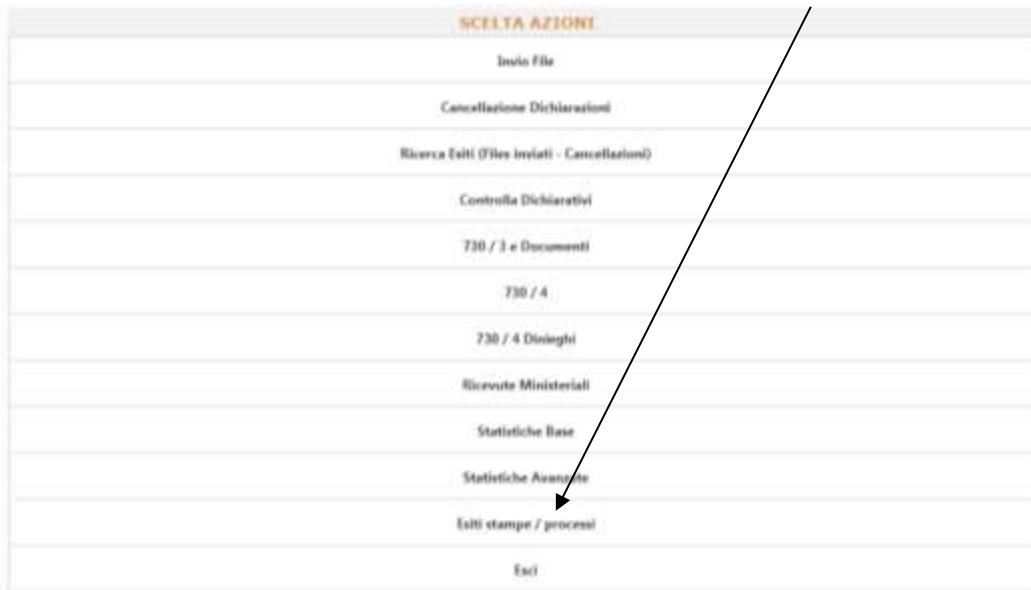 SCELTA AZIONI
Invio File
Cancellazione Dichiarazioni
Ricerca Esiti (Files inviati - Cancellazioni)
Controlla Dichiarativi
730 / 3 e Documenti
730 / 4
730 / 4 Dinieghi
Ricevute Ministeriali
Statistiche Base
Statistiche Avanzate
Esiti stampe / processi
Esci